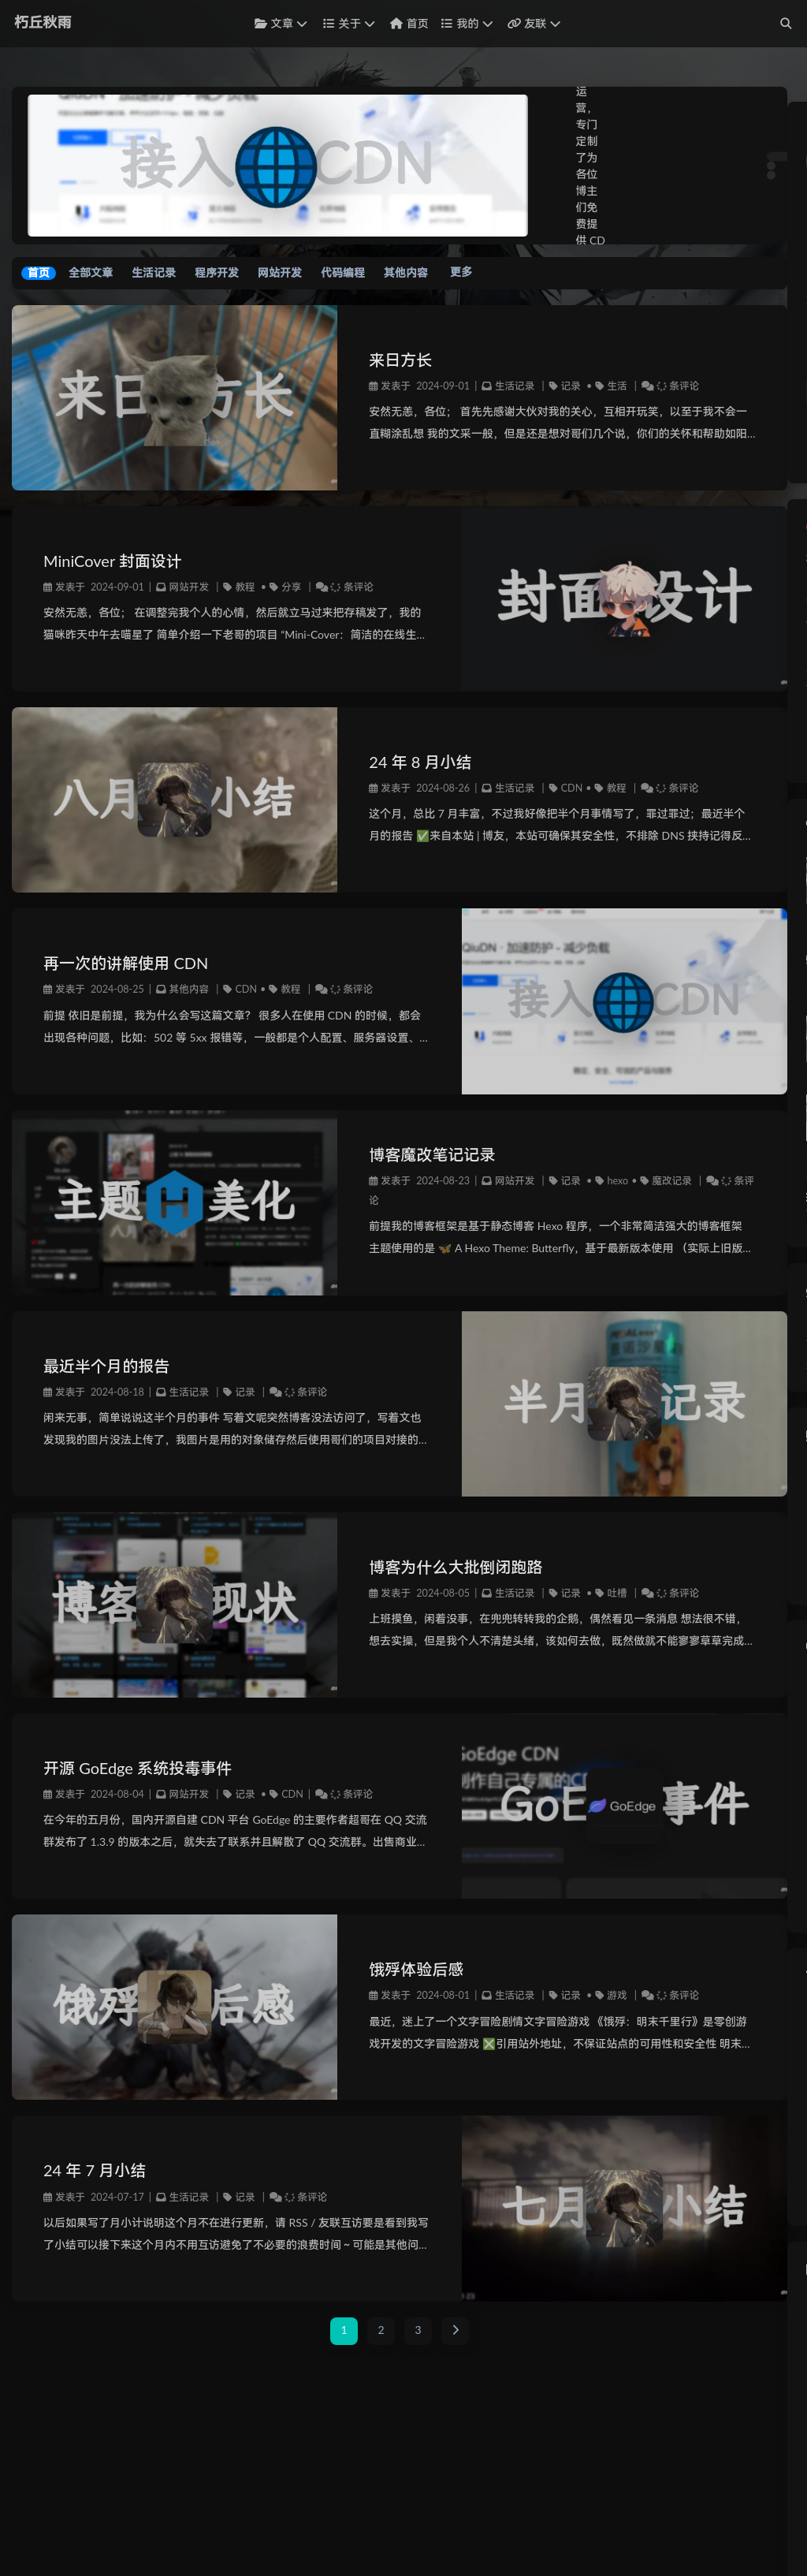 朽丘秋雨
文章 关于 首页 我的 友联
接入 CDN
运
营，
专门
定制
了为
各位
博主
们免
费提
供 CD
首页 全部文章 生活记录 程序开发 网站开发 代码编程 其他内容 更多
来日方长
来日方长
发表于 2024-09-01 | 生活记录 | 记录 • 生活 | 条评论
安然无恙，各位； 首先先感谢大伙对我的关心，互相开玩笑，以至于我不会一
直糊涂乱想 我的文采一般，但是还是想对哥们几个说，你们的关怀和帮助如阳...
MiniCover 封面设计
发表于 2024-09-01 | 网站开发 | 教程 • 分享 | 条评论
安然无恙，各位； 在调整完我个人的心情，然后就立马过来把存稿发了，我的
猫咪昨天中午去喵星了 简单介绍一下老哥的项目 “Mini-Cover：简洁的在线生...
封面设计
八月小结
24 年 8 月小结
发表于 2024-08-26 | 生活记录 | CDN • 教程 | 条评论
这个月，总比 7 月丰富，不过我好像把半个月事情写了，罪过罪过；最近半个
月的报告 ✅来自本站 | 博友，本站可确保其安全性，不排除 DNS 挟持记得反...
再一次的讲解使用 CDN
发表于 2024-08-25 | 其他内容 | CDN • 教程 | 条评论
前提 依旧是前提，我为什么会写这篇文章？ 很多人在使用 CDN 的时候，都会
出现各种问题，比如：502 等 5xx 报错等，一般都是个人配置、服务器设置、...
QiuDN · 加速防护 - 减少负载
接入 CDN
稳定、安全、可信的产品与服务
主题美化
博客魔改笔记记录
发表于 2024-08-23 | 网站开发 | 记录 • hexo • 魔改记录 | 条评
论
前提我的博客框架是基于静态博客 Hexo 程序，一个非常简洁强大的博客框架
主题使用的是 🦋 A Hexo Theme: Butterfly，基于最新版本使用 （实际上旧版...
最近半个月的报告
发表于 2024-08-18 | 生活记录 | 记录 | 条评论
闲来无事，简单说说这半个月的事件 写着文呢突然博客没法访问了，写着文也
发现我的图片没法上传了，我图片是用的对象储存然后使用哥们的项目对接的...
半月记录
博客现状
博客为什么大批倒闭跑路
发表于 2024-08-05 | 生活记录 | 记录 • 吐槽 | 条评论
上班摸鱼，闲着没事，在兜兜转转我的企鹅，偶然看见一条消息 想法很不错，
想去实操，但是我个人不清楚头绪，该如何去做，既然做就不能寥寥草草完成...
开源 GoEdge 系统投毒事件
发表于 2024-08-04 | 网站开发 | 记录 • CDN | 条评论
在今年的五月份，国内开源自建 CDN 平台 GoEdge 的主要作者超哥在 QQ 交流
群发布了 1.3.9 的版本之后，就失去了联系并且解散了 QQ 交流群。出售商业...
GoEdge CDN
GoE GoEdge 事件
饿殍后感
饿殍体验后感
发表于 2024-08-01 | 生活记录 | 记录 • 游戏 | 条评论
最近，迷上了一个文字冒险剧情文字冒险游戏 《饿殍：明末千里行》是零创游
戏开发的文字冒险游戏 ❎引用站外地址，不保证站点的可用性和安全性 明末...
24 年 7 月小结
发表于 2024-07-17 | 生活记录 | 记录 | 条评论
以后如果写了月小计说明这个月不在进行更新，请 RSS / 友联互访要是看到我写
了小结可以接下来这个月内不用互访避免了不必要的浪费时间 ~ 可能是其他问...
七月小结
1 2 3